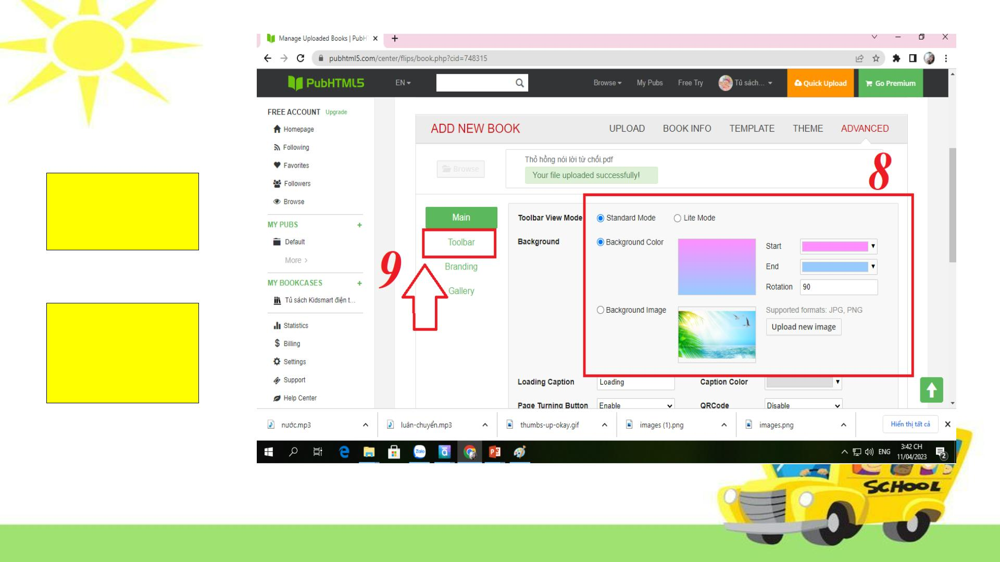 Manage Uploaded Books | PubH
pubhtml5.com/center/flips/book.php?cid=748315
PubHTML5
EN
Browse
My Pubs
Free Try
Tủ sách...
Quick Upload
Go Premium
FREE ACCOUNT Upgrade
Homepage
Following
Favorites
Followers
Browse
MY PUBS +
Default
More >
MY BOOKCASES +
Tủ sách Kidsmart điện t...
Statistics
Billing
Settings
Support
Help Center
ADD NEW BOOK
UPLOAD
BOOK INFO
TEMPLATE
THEME
ADVANCED
Browse
Thỏ hồng nói lời từ chối.pdf
Your file uploaded successfully!
8
Main
Toolbar
Branding
Gallery
9
Toolbar View Mode
Standard Mode
Lite Mode
Background
Background Color
Start
End
Rotation 90
Background Image
Supported formats: JPG, PNG
Upload new image
Loading Caption
Loading
Caption Color
Page Turning Button
Enable
QRCode
Disable
nước.mp3
luân-chuyển.mp3
thumbs-up-okay.gif
images (1).png
images.png
Hiển thị tất cả
Zalo
ENG
3:42 CH
11/04/2023
2
SCHOOL